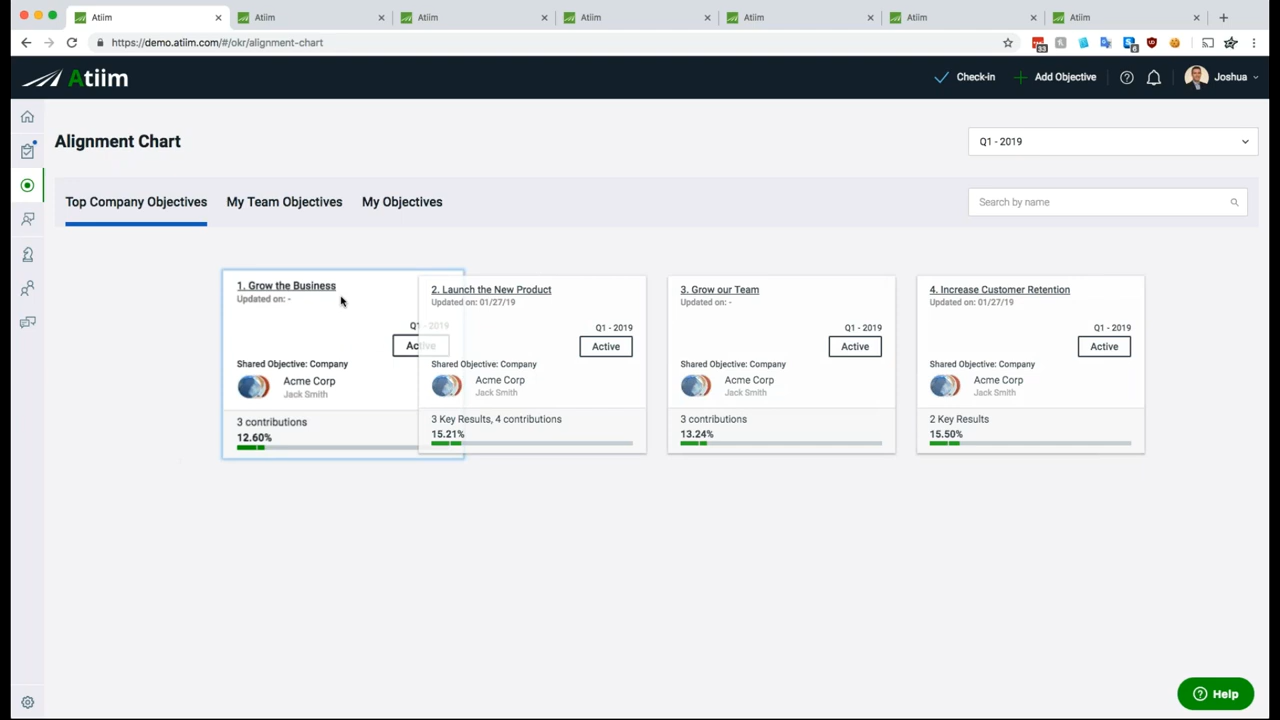 Atiim
Atiim
Atiim
Atiim
Atiim
Atiim
Atiim
https://demo.atiim.com/#/okr/alignment-chart
33
6
Atiim
Check-in
Add Objective
Joshua
Alignment Chart
Q1 - 2019
Top Company Objectives
My Team Objectives
My Objectives
Search by name
1. Grow the Business
Updated on: -
Q1 - 2019
Active
Shared Objective: Company
Acme Corp
Jack Smith
3 contributions
12.60%
2. Launch the New Product
Updated on: 01/27/19
Q1 - 2019
Active
Shared Objective: Company
Acme Corp
Jack Smith
3 Key Results, 4 contributions
15.21%
3. Grow our Team
Updated on: -
Q1 - 2019
Active
Shared Objective: Company
Acme Corp
Jack Smith
3 contributions
13.24%
4. Increase Customer Retention
Updated on: 01/27/19
Q1 - 2019
Active
Shared Objective: Company
Acme Corp
Jack Smith
2 Key Results
15.50%
Help